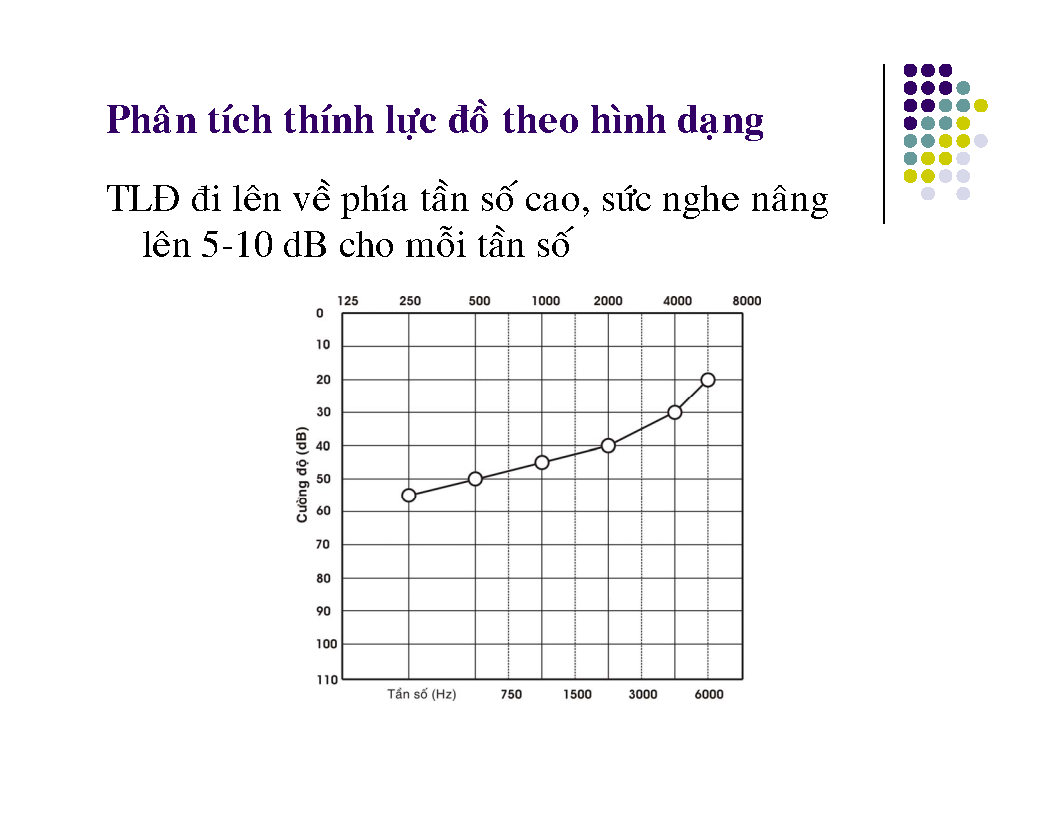 Phân tích thính lực đồ theo hình dạng
TLĐ đi lên về phía tần số cao, sức nghe nâng
lên 5-10 dB cho mỗi tần số
125 250 500 1000 2000 4000 8000
0
10
20
30
40
50
60
70
80
90
100
110
Cường độ (dB)
Tần số (Hz) 750 1500 3000 6000